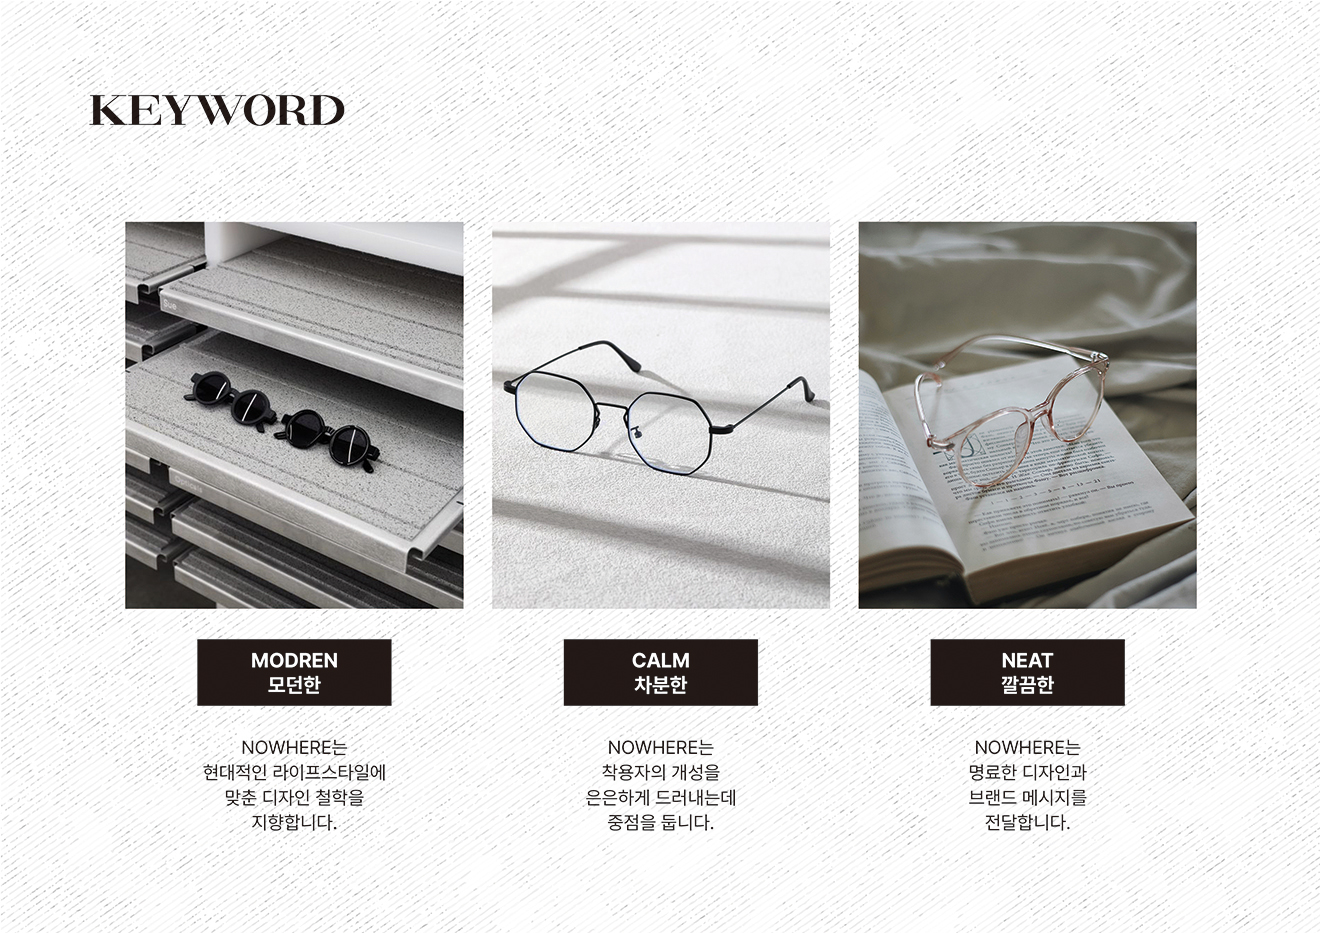 KEYWORD
MODREN
모던한
NOWHERE는
현대적인 라이프스타일에
맞춘 디자인 철학을
지향합니다.
CALM
차분한
NOWHERE는
착용자의 개성을
은은하게 드러내는데
중점을 둡니다.
NEAT
깔끔한
NOWHERE는
명료한 디자인과
브랜드 메시지를
전달합니다.